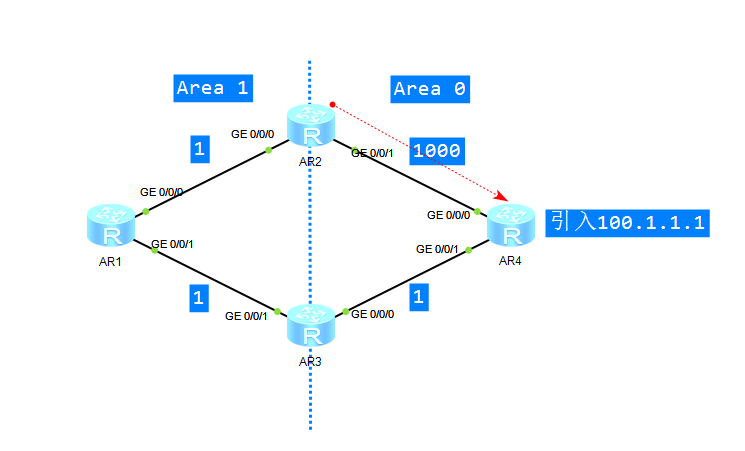 Area 1
Area 0
R
1
GE 0/0/0
GE 0/0/1
1000
AR2
GE 0/0/0
GE 0/0/0
引入100.1.1.1
R
R
GE 0/0/1
GE 0/0/1
AR1
AR4
1
1
GE 0/0/1
GE 0/0/0
R
AR3